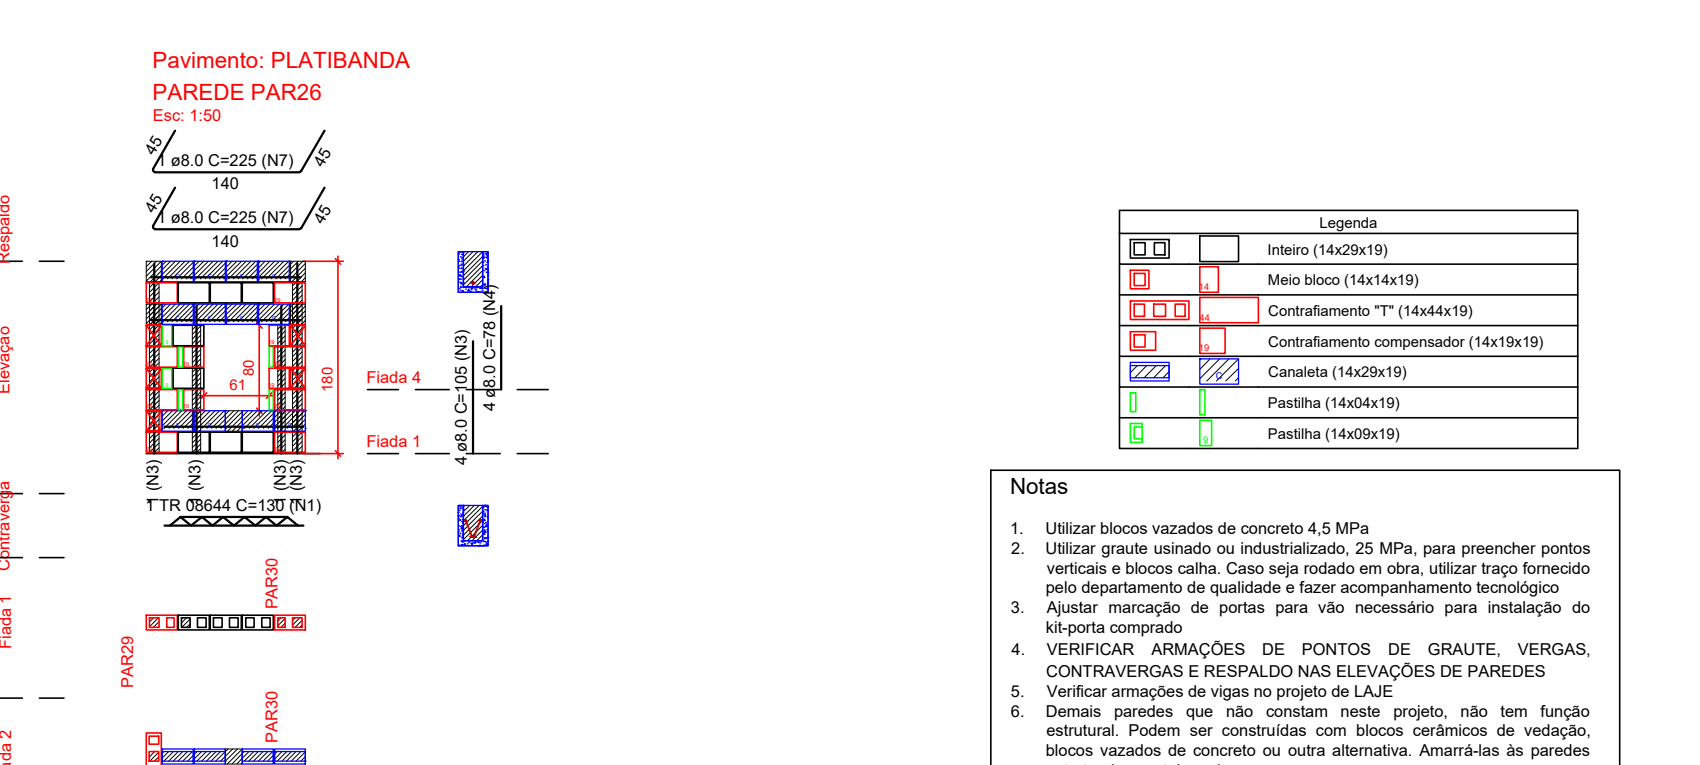 Pavimento: PLATIBANDA
PAREDE PAR26
Esc: 1:50
45
1 ø8.0 C=225 (N7)
45
140
45
1 ø8.0 C=225 (N7)
45
140
Respaldo
Elevação
Contraverga
Fiada 1
80
61
180
Fiada 4
Fiada 1
4 ø8.0 C=105 (N3)
4 ø8.0 C=78 (N4)
(N3)
(N3)
(N3)
(N3)
1 TR 08644 C=130 (N1)
PAR30
PAR29
PAR30
Legenda
Inteiro (14x29x19)
14
Meio bloco (14x14x19)
44
Contrafiamento "T" (14x44x19)
19
Contrafiamento compensador (14x19x19)
C
Canaleta (14x29x19)
Pastilha (14x04x19)
9
Pastilha (14x09x19)
Notas
1. Utilizar blocos vazados de concreto 4,5 MPa
2. Utilizar graute usinado ou industrializado, 25 MPa, para preencher pontos
verticais e blocos calha. Caso seja rodado em obra, utilizar traço fornecido
pelo departamento de qualidade e fazer acompanhamento tecnológico
3. Ajustar marcação de portas para vão necessário para instalação do
kit-porta comprado
4. VERIFICAR ARMAÇÕES DE PONTOS DE GRAUTE, VERGAS,
CONTRAVERGAS E RESPALDO NAS ELEVAÇÕES DE PAREDES
5. Verificar armações de vigas no projeto de LAJE
6. Demais paredes que não constam neste projeto, não tem função
estrutural. Podem ser construídas com blocos cerâmicos de vedação,
blocos vazados de concreto ou outra alternativa. Amarrá-las às paredes